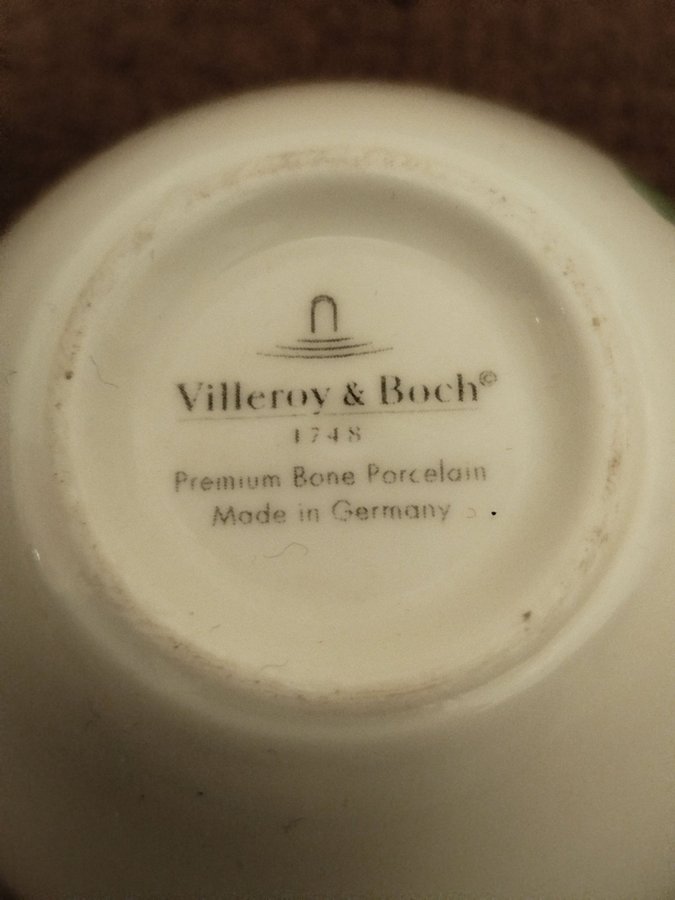 Villeroy & Boch©
1748
Premium Bone Porcelain
Made in Germany